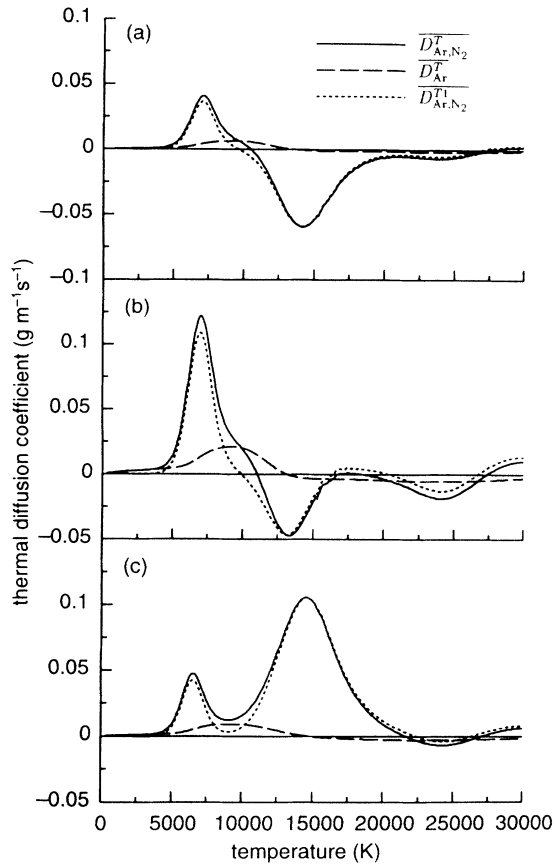 0.1
(a)
0.05
0
−0.05
−0.1
D^T_Ar,N₂
D^T_Ar
D^T1_Ar,N₂
(b)
0.1
0.05
0
−0.05
(c)
0.1
0.05
0
−0.05
thermal diffusion coefficient (g m⁻¹s⁻¹)
0 5000 10000 15000 20000 25000 30000
temperature (K)